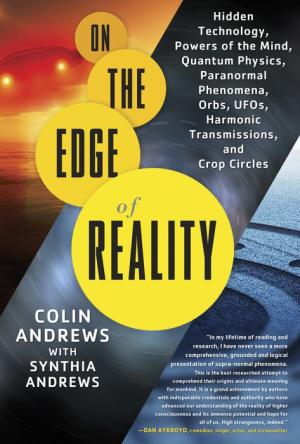 ON
THE
EDGE
of
REALITY
Hidden
Technology,
Powers of the Mind,
Quantum Physics,
Paranormal
Phenomena,
Orbs, UFOs,
Harmonic
Transmissions,
and
Crop Circles
COLIN
ANDREWS
WITH
SYNTHIA
ANDREWS
"In my lifetime of reading and
research, I have never seen a more
comprehensive, grounded and logical
presentation of supra-normal phenomena.
This is the best researched attempt to
comprehend their origins and ultimate meaning
for mankind. It is a grand achievement by authors
with indisputable credentials and authority who have
advanced our understanding of the reality of higher
consciousness and its immense potential and hope for
all of us. High strangeness, indeed."
—DAN AYKROYD, comedian, singer, actor, and screenwriter